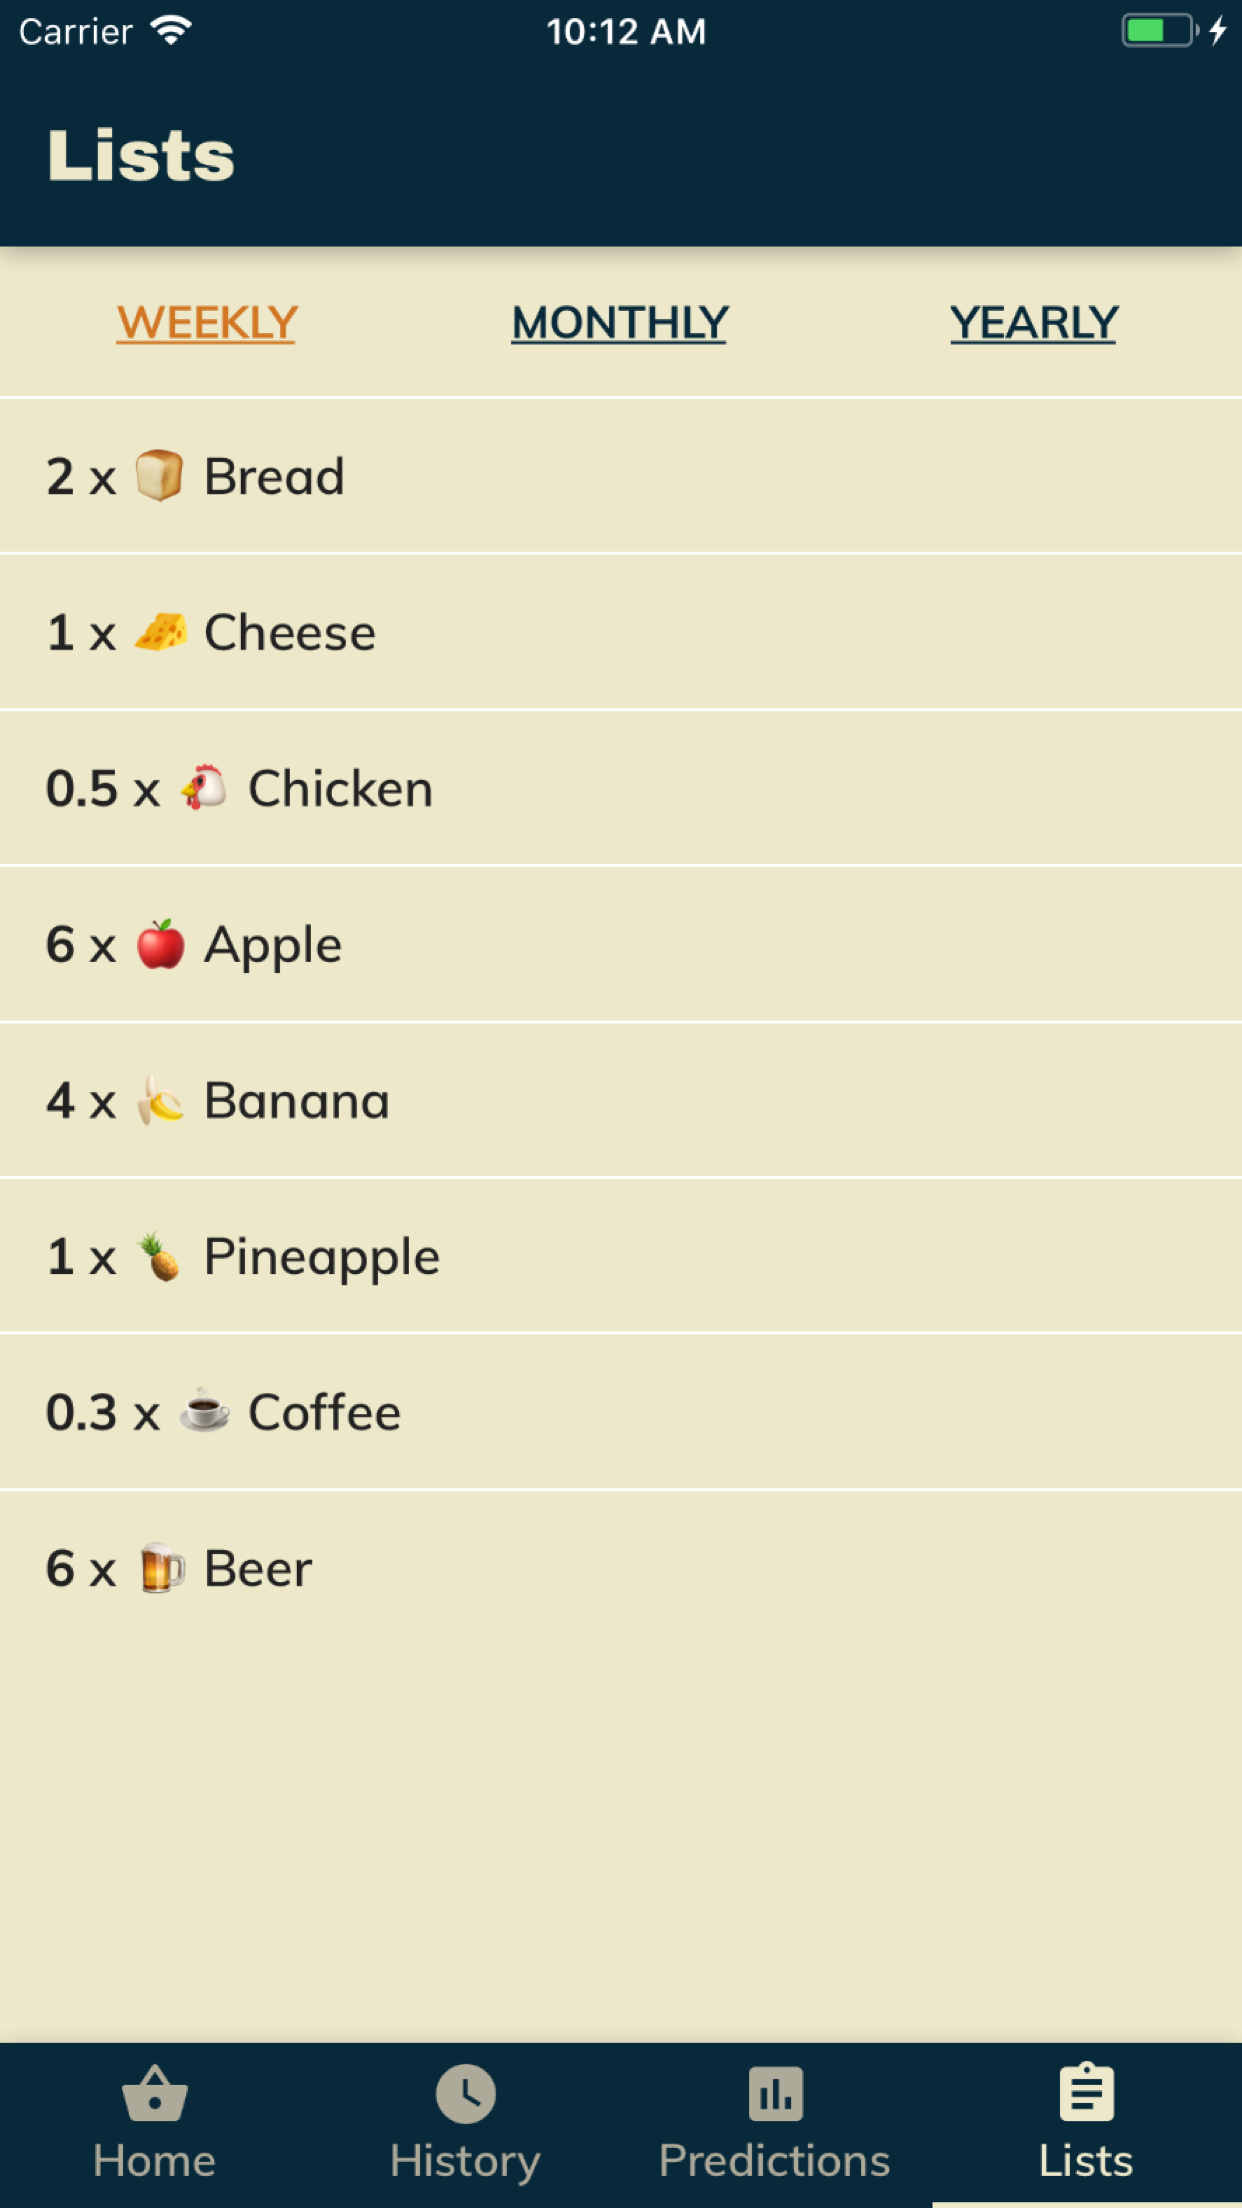 Carrier 10:12 AM
Lists
WEEKLY MONTHLY YEARLY
2 x 🍞 Bread
1 x 🧀 Cheese
0.5 x 🐔 Chicken
6 x 🍎 Apple
4 x 🍌 Banana
1 x 🍍 Pineapple
0.3 x ☕ Coffee
6 x 🍺 Beer
Home History Predictions Lists